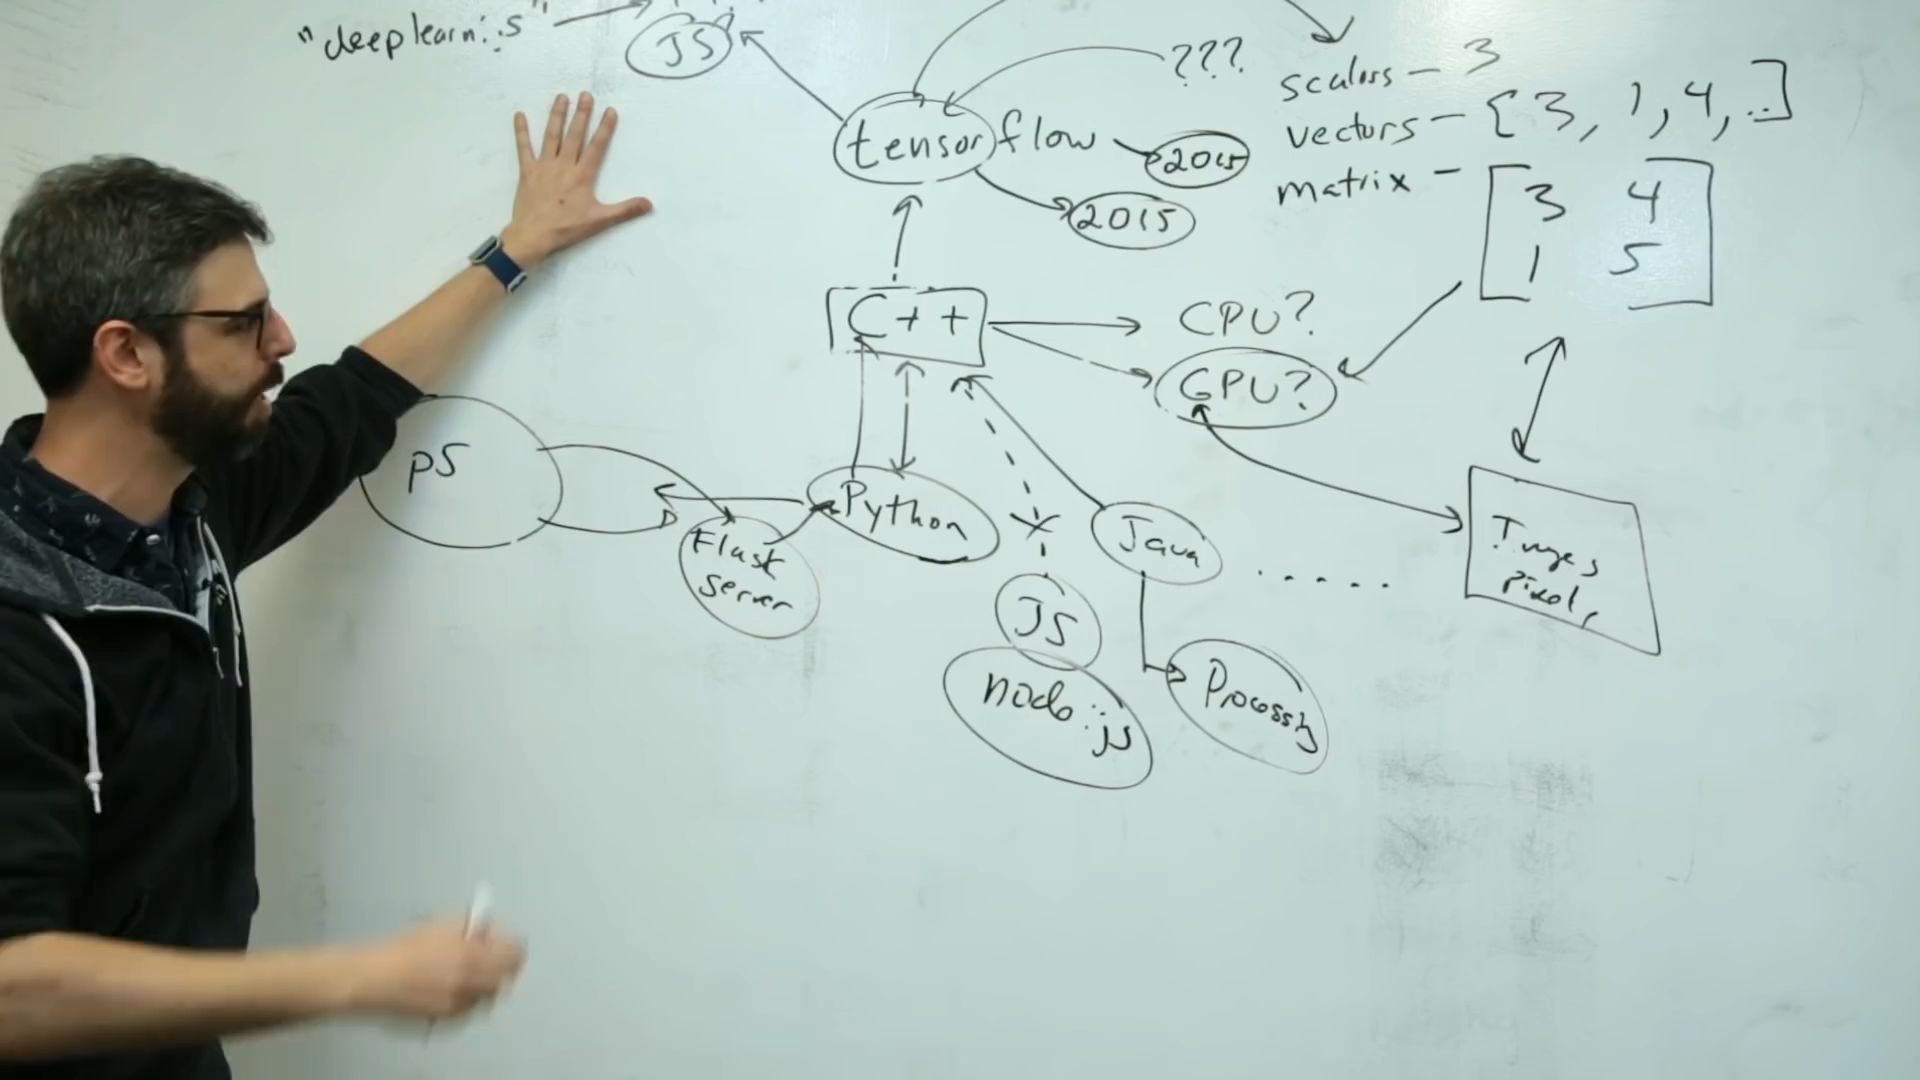 "deeplearn.js"
JS
???
scalars - 3
tensorflow
2015
vectors - [3, 1, 4, ..]
2015
matrix -
3 4
1 5
C++
CPU?
GPU?
p5
Python
Flask
server
Java
.....
Images
pixels
JS
node.js
Processing